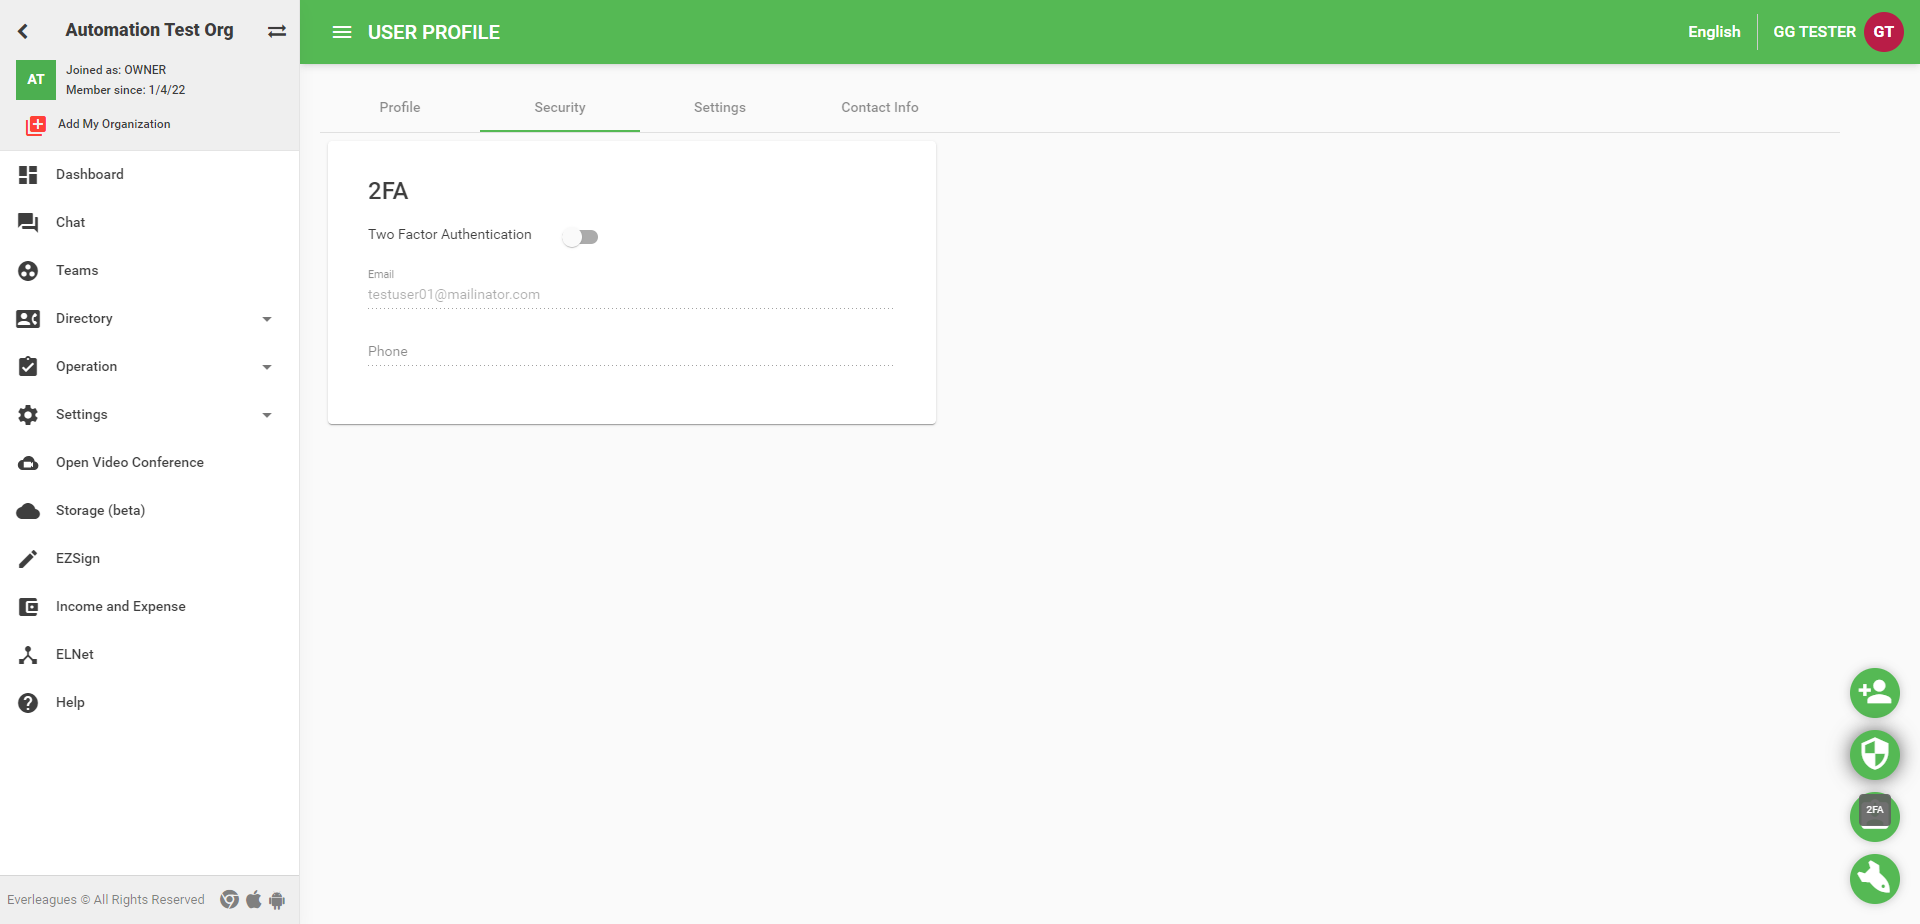 Automation Test Org
AT
Joined as: OWNER
Member since: 1/4/22
Add My Organization
Dashboard
Chat
Teams
Directory
Operation
Settings
Open Video Conference
Storage (beta)
EZSign
Income and Expense
ELNet
Help
Everleagues © All Rights Reserved
USER PROFILE
English
GG TESTER
GT
Profile
Security
Settings
Contact Info
2FA
Two Factor Authentication
Email
testuser01@mailinator.com
Phone
2FA